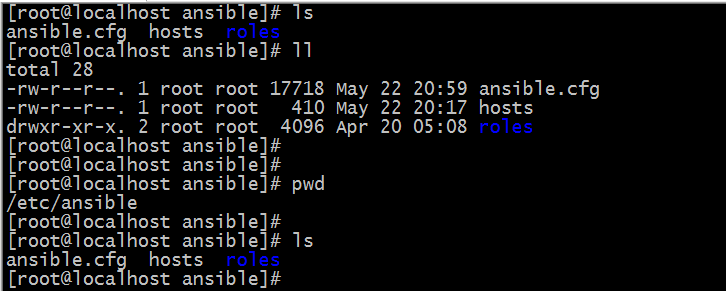 [root@localhost ansible]# ls
ansible.cfg  hosts  roles
[root@localhost ansible]# ll
total 28
-rw-r--r--. 1 root root 17718 May 22 20:59 ansible.cfg
-rw-r--r--. 1 root root   410 May 22 20:17 hosts
drwxr-xr-x. 2 root root  4096 Apr 20 05:08 roles
[root@localhost ansible]#
[root@localhost ansible]#
[root@localhost ansible]# pwd
/etc/ansible
[root@localhost ansible]#
[root@localhost ansible]# ls
ansible.cfg  hosts  roles
[root@localhost ansible]#